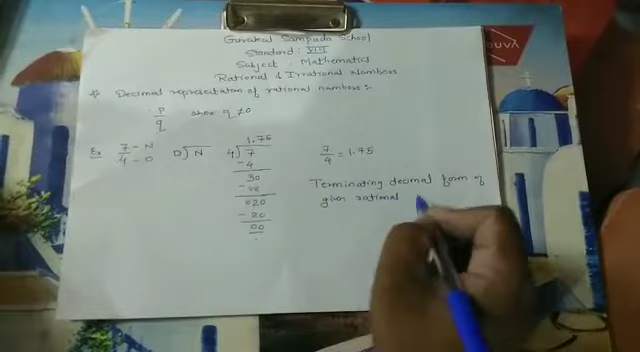 Gurukul Sampada School
Standard: VIII
Subject: Mathematics
Rational & Irrational Numbers
* Decimal representation of rational numbers :-
p/q where q ≠ 0
Ex 7 - N
4 - D
D) N
1.75
4) 7
- 4
30
- 28
020
- 20
00
7/4 = 1.75
Terminating decimal form of
given rational